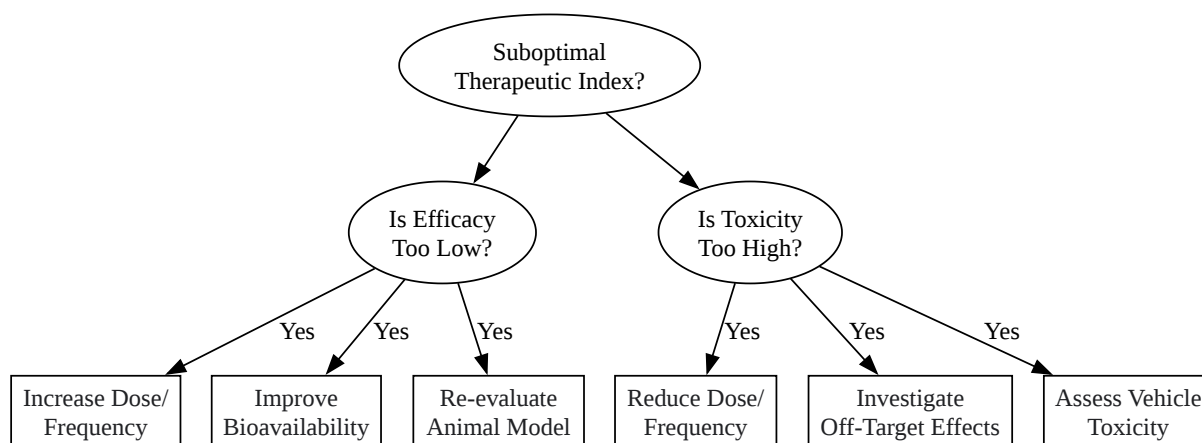 Suboptimal
Therapeutic Index?
Is Efficacy
Too Low?
Is Toxicity
Too High?
Yes
Yes
Yes
Yes
Yes
Yes
Increase Dose/
Frequency
Improve
Bioavailability
Re-evaluate
Animal Model
Reduce Dose/
Frequency
Investigate
Off-Target Effects
Assess Vehicle
Toxicity